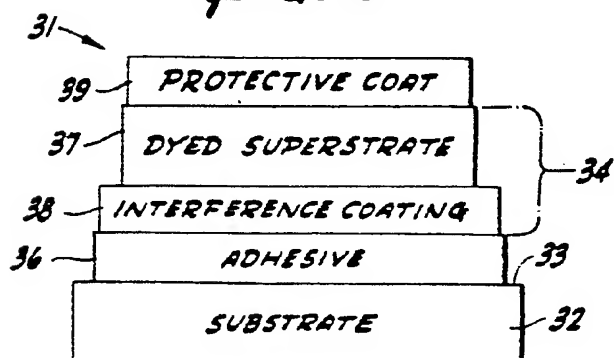 31
39 PROTECTIVE COAT
37 DYED SUPERSTRATE
34
38 INTERFERENCE COATING
36 ADHESIVE 33
SUBSTRATE 32